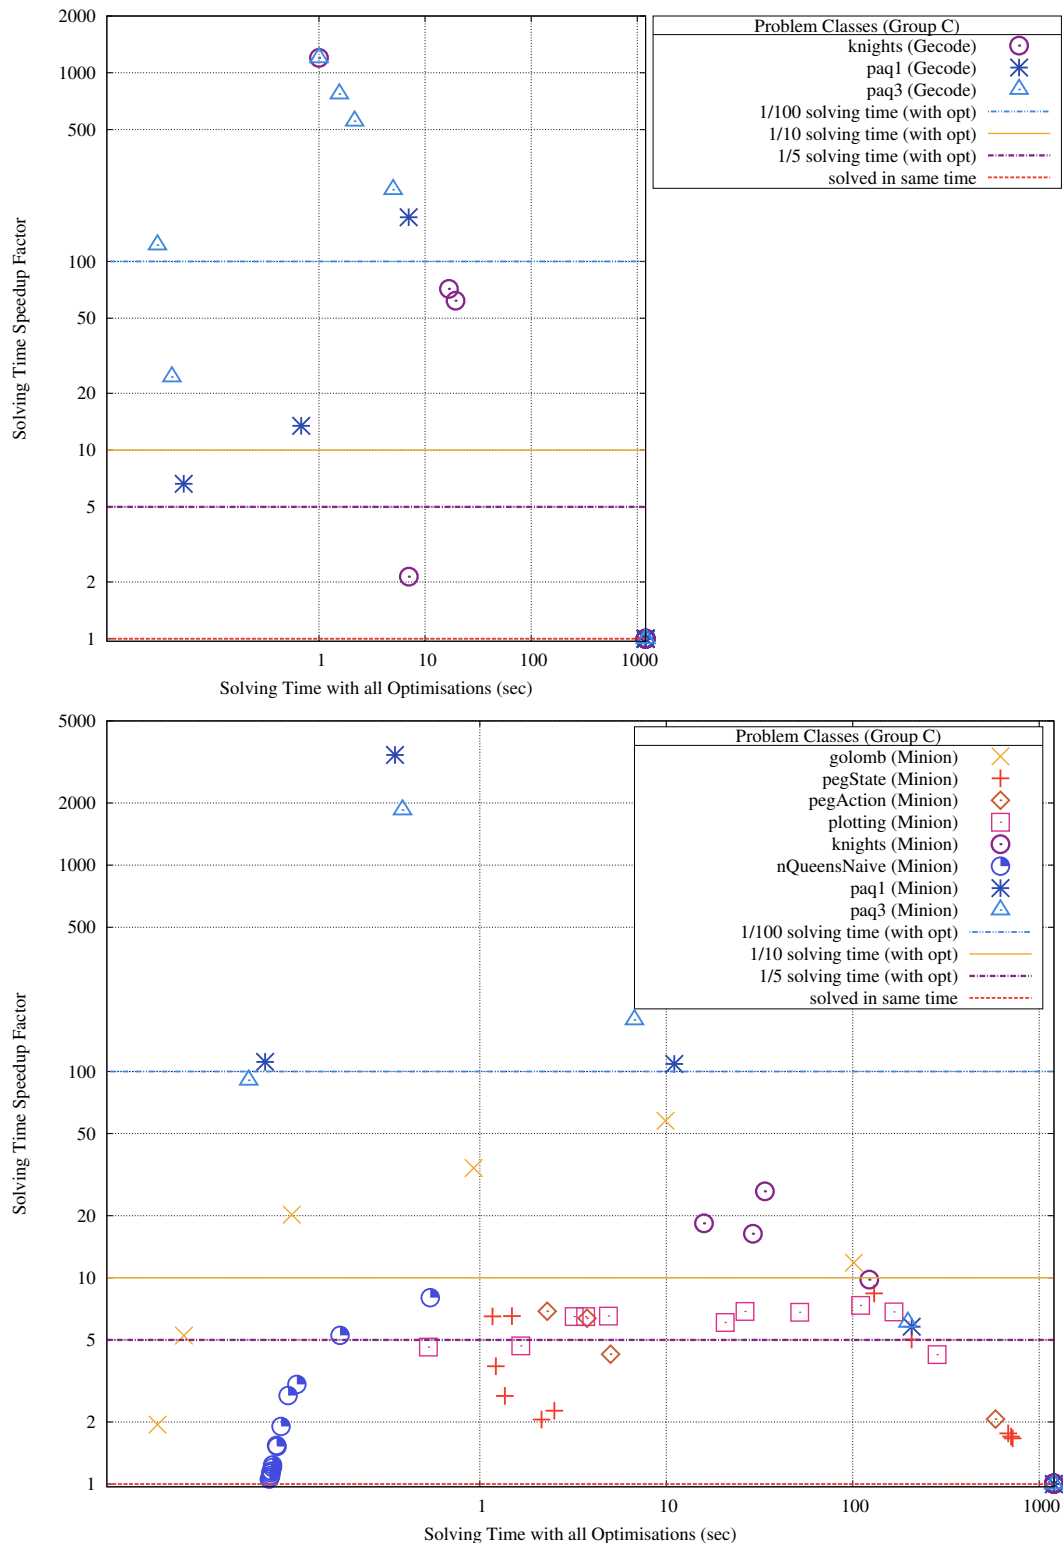 2000
1000
500
100
50
20
10
5
2
1
Solving Time Speedup Factor
1
10
100
1000
Solving Time with all Optimisations (sec)
Problem Classes (Group C)
knights (Gecode)
paq1 (Gecode)
paq3 (Gecode)
1/100 solving time (with opt)
1/10 solving time (with opt)
1/5 solving time (with opt)
solved in same time
5000
2000
1000
500
100
50
20
10
5
2
1
Solving Time Speedup Factor
1
10
100
1000
Solving Time with all Optimisations (sec)
Problem Classes (Group C)
golomb (Minion)
pegState (Minion)
pegAction (Minion)
plotting (Minion)
knights (Minion)
nQueensNaive (Minion)
paq1 (Minion)
paq3 (Minion)
1/100 solving time (with opt)
1/10 solving time (with opt)
1/5 solving time (with opt)
solved in same time